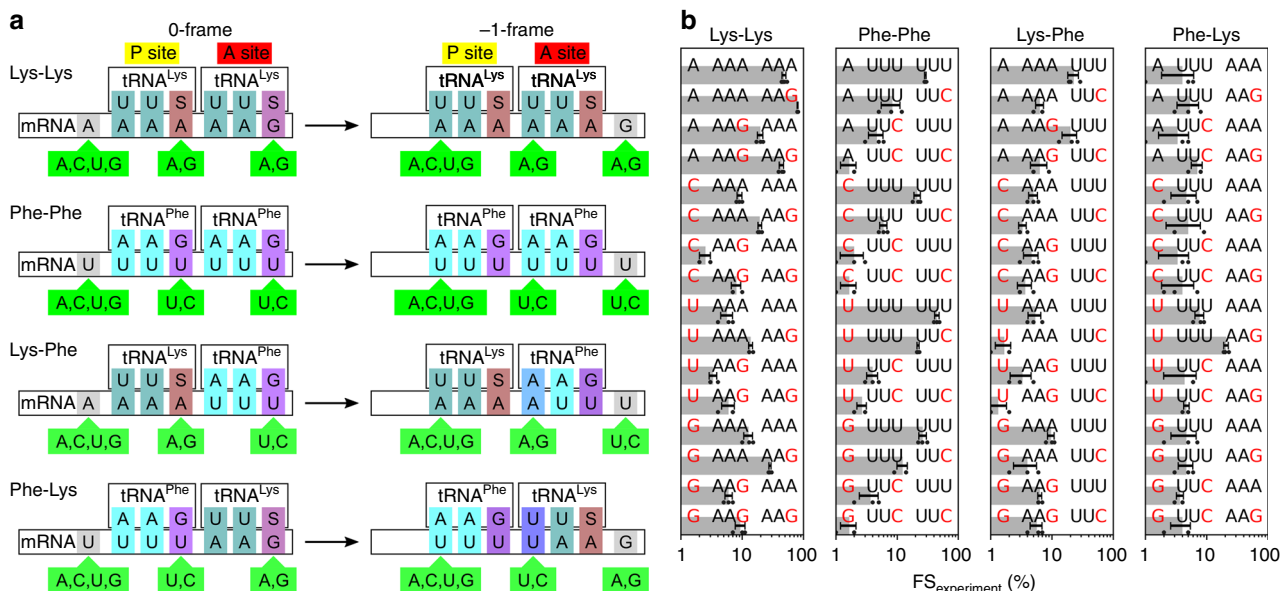 a
0-frame
–1-frame
P site A site
P site A site
Lys-Lys
tRNALys tRNALys
tRNALys tRNALys
U U S U U S
U U S U U S
mRNA A A A A A A G
A A A A A A G
A,C,U,G A,G A,G
A,C,U,G A,G A,G
Phe-Phe
tRNAPhe tRNAPhe
tRNAPhe tRNAPhe
A A G A A G
A A G A A G
mRNA U U U U U U U
U U U U U U U
A,C,U,G U,C U,C
A,C,U,G U,C U,C
Lys-Phe
tRNALys tRNAPhe
tRNALys tRNAPhe
U U S A A G
U U S A A G
mRNA A A A A U U U
A A A A U U U
A,C,U,G A,G U,C
A,C,U,G A,G U,C
Phe-Lys
tRNAPhe tRNALys
tRNAPhe tRNALys
A A G U U S
A A G U U S
mRNA U U U U A A G
U U U U A A G
A,C,U,G U,C A,G
A,C,U,G U,C A,G
b
Lys-Lys Phe-Phe Lys-Phe Phe-Lys
A AAA AAA A UUU UUU A AAA UUU A UUU AAA
A AAA AAG A UUU UUC A AAA UUC A UUU AAG
A AAG AAA A UUC UUU A AAG UUU A UUC AAA
A AAG AAG A UUC UUC A AAG UUC A UUC AAG
C AAA AAA C UUU UUU C AAA UUU C UUU AAA
C AAA AAG C UUU UUC C AAA UUC C UUU AAG
C AAG AAA C UUC UUU C AAG UUU C UUC AAA
C AAG AAG C UUC UUC C AAG UUC C UUC AAG
U AAA AAA U UUU UUU U AAA UUU U UUU AAA
U AAA AAG U UUU UUC U AAA UUC U UUU AAG
U AAG AAA U UUC UUU U AAG UUU U UUC AAA
U AAG AAG U UUC UUC U AAG UUC U UUC AAG
G AAA AAA G UUU UUU G AAA UUU G UUU AAA
G AAA AAG G UUU UUC G AAA UUC G UUU AAG
G AAG AAA G UUC UUU G AAG UUU G UUC AAA
G AAG AAG G UUC UUC G AAG UUC G UUC AAG
1 10 1 10 1 10 1 10 100
FSexperiment (%)